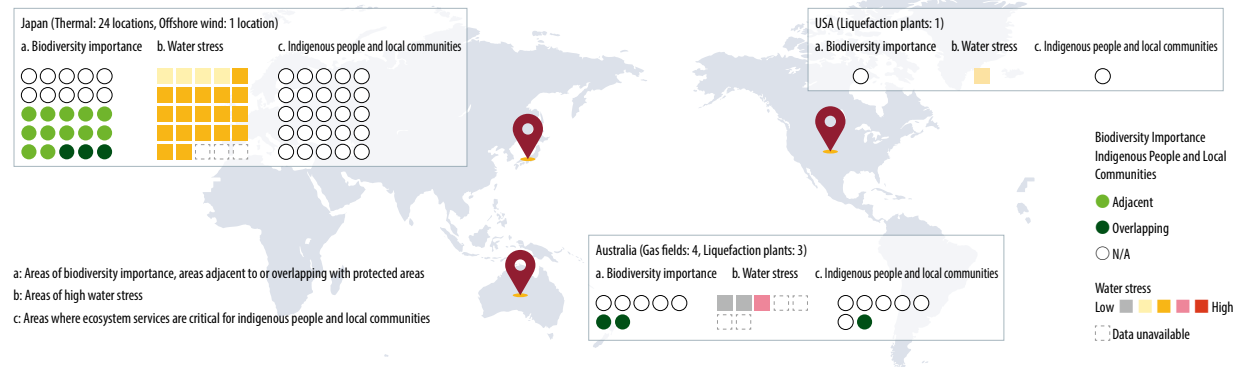 Japan (Thermal: 24 locations, Offshore wind: 1 location)
a. Biodiversity importance b. Water stress c. Indigenous people and local communities
USA (Liquefaction plants: 1)
a. Biodiversity importance b. Water stress c. Indigenous people and local communities
Biodiversity Importance
Indigenous People and Local
Communities
Adjacent
Overlapping
N/A
Water stress
Low High
Data unavailable
Australia (Gas fields: 4, Liquefaction plants: 3)
a. Biodiversity importance b. Water stress c. Indigenous people and local communities
a: Areas of biodiversity importance, areas adjacent to or overlapping with protected areas
b: Areas of high water stress
c: Areas where ecosystem services are critical for indigenous people and local communities